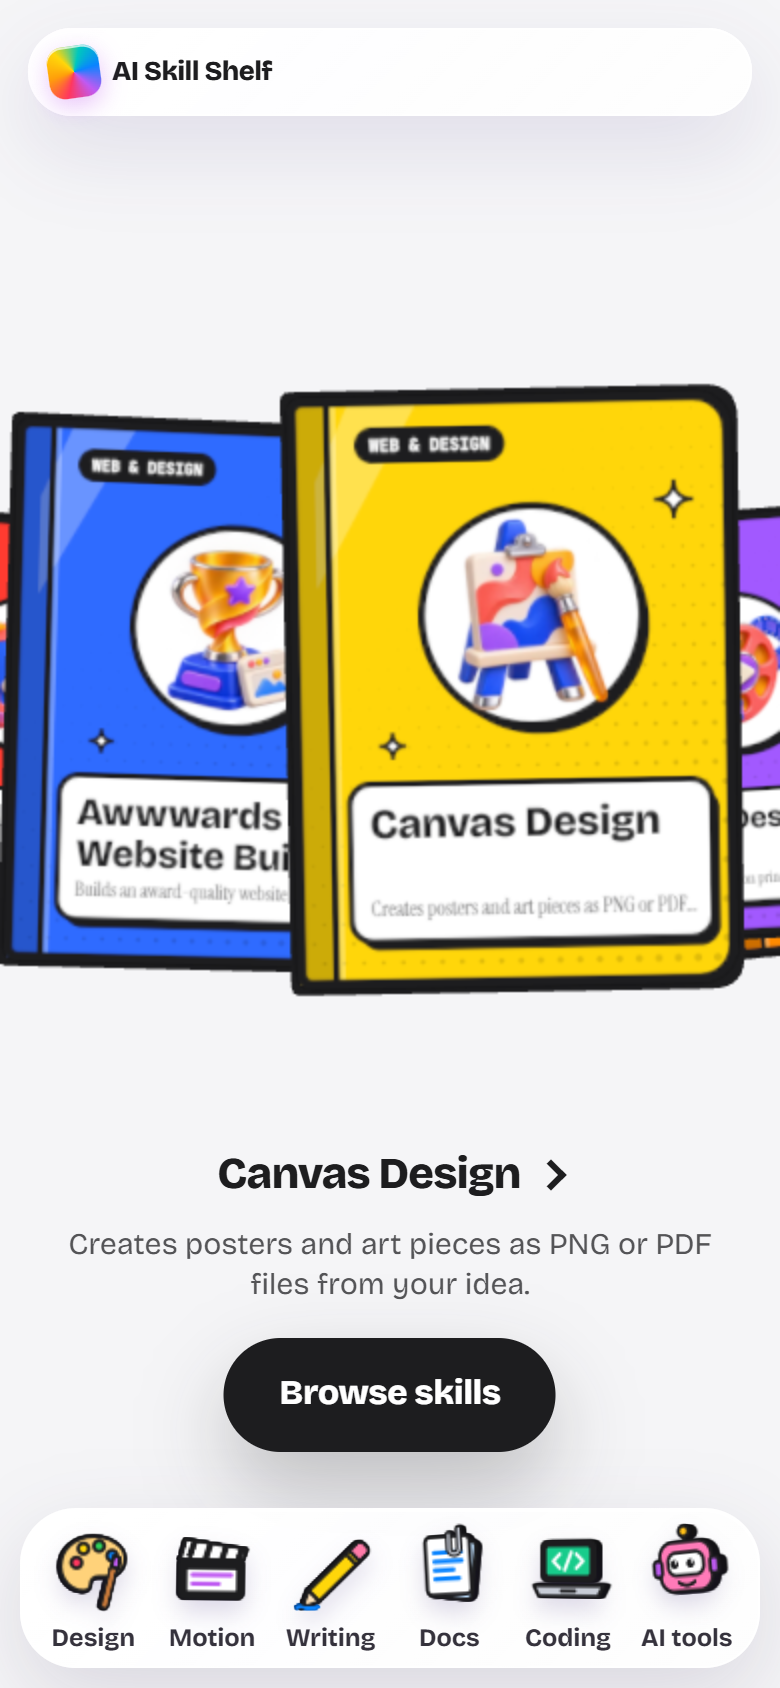 AI Skill Shelf
WEB & DESIGN
Awwwards
Website
Builds an award-quality website
WEB & DESIGN
Canvas Design
Creates posters and art pieces as PNG or PDF...
Canvas Design
Creates posters and art pieces as PNG or PDF
files from your idea.
Browse skills
Design
Motion
Writing
Docs
Coding
AI tools